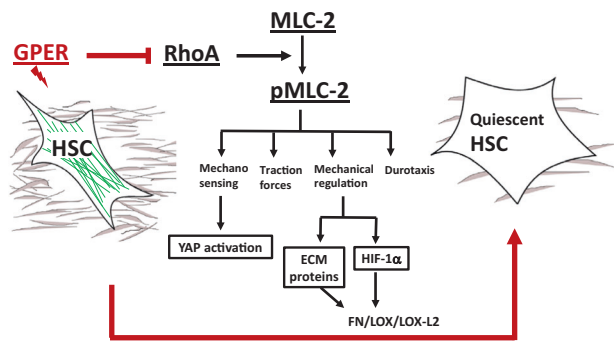 MLC-2
GPER
RhoA
pMLC-2
HSC
Quiescent
HSC
Mechano
sensing
Traction
forces
Mechanical
regulation
Durotaxis
YAP activation
ECM
proteins
HIF-1α
FN/LOX/LOX-L2